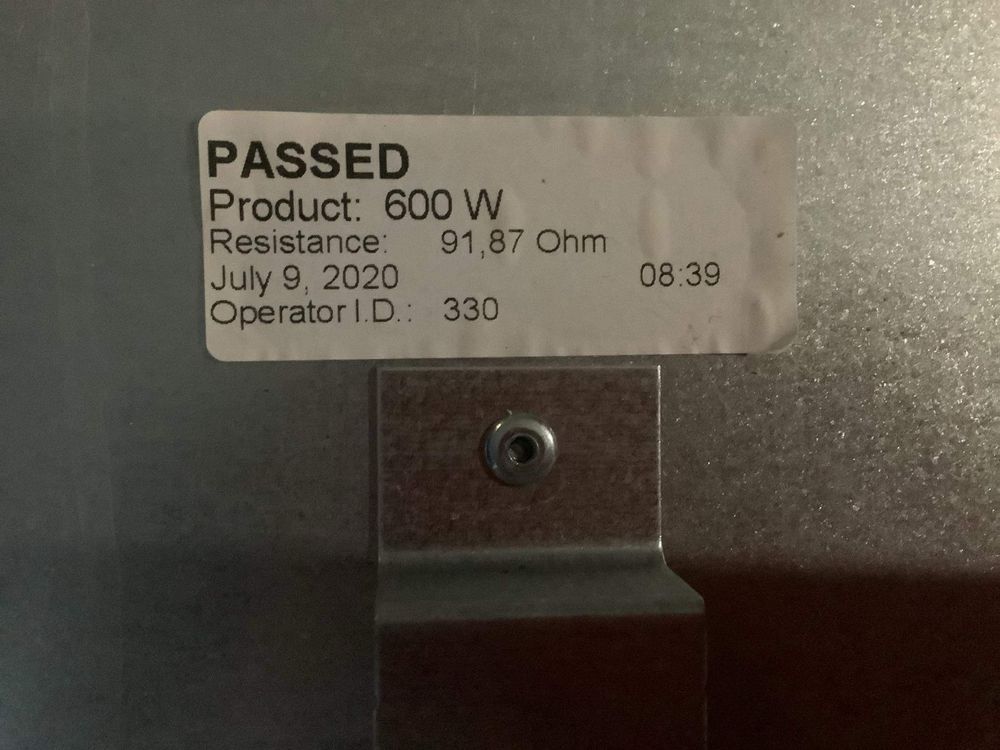 PASSED
Product: 600 W
Resistance: 91,87 Ohm
July 9, 2020 08:39
Operator I.D.: 330